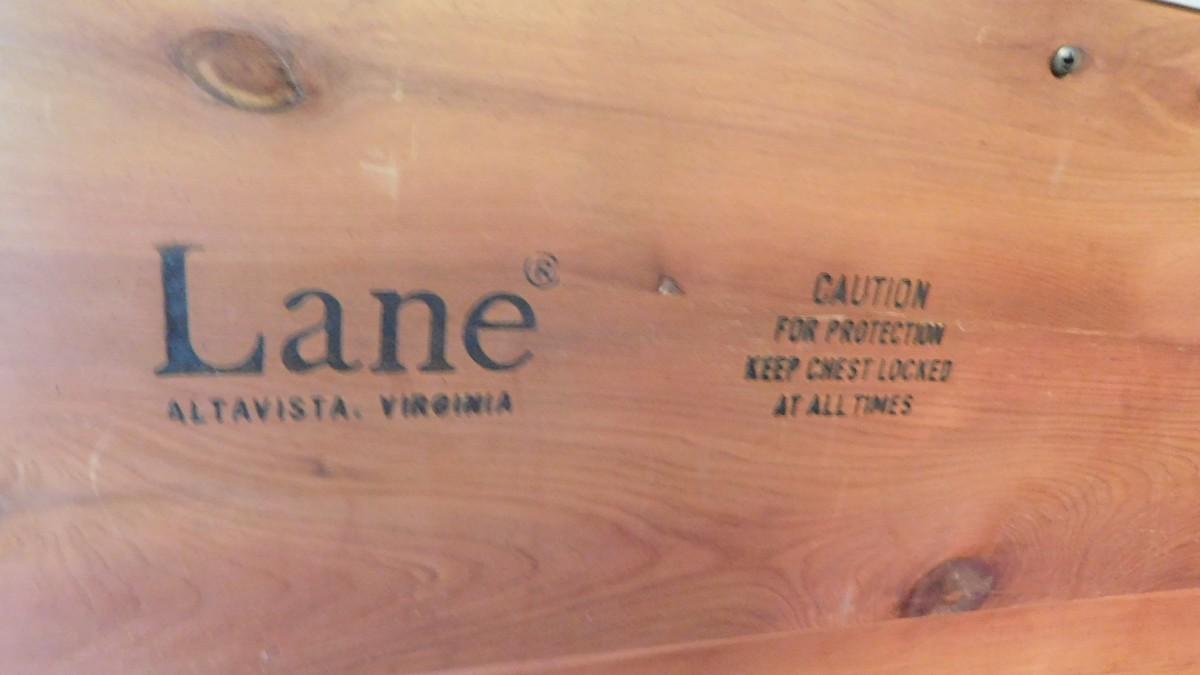 Lane®
ALTAVISTA, VIRGINIA
CAUTION
FOR PROTECTION
KEEP CHEST LOCKED
AT ALL TIMES